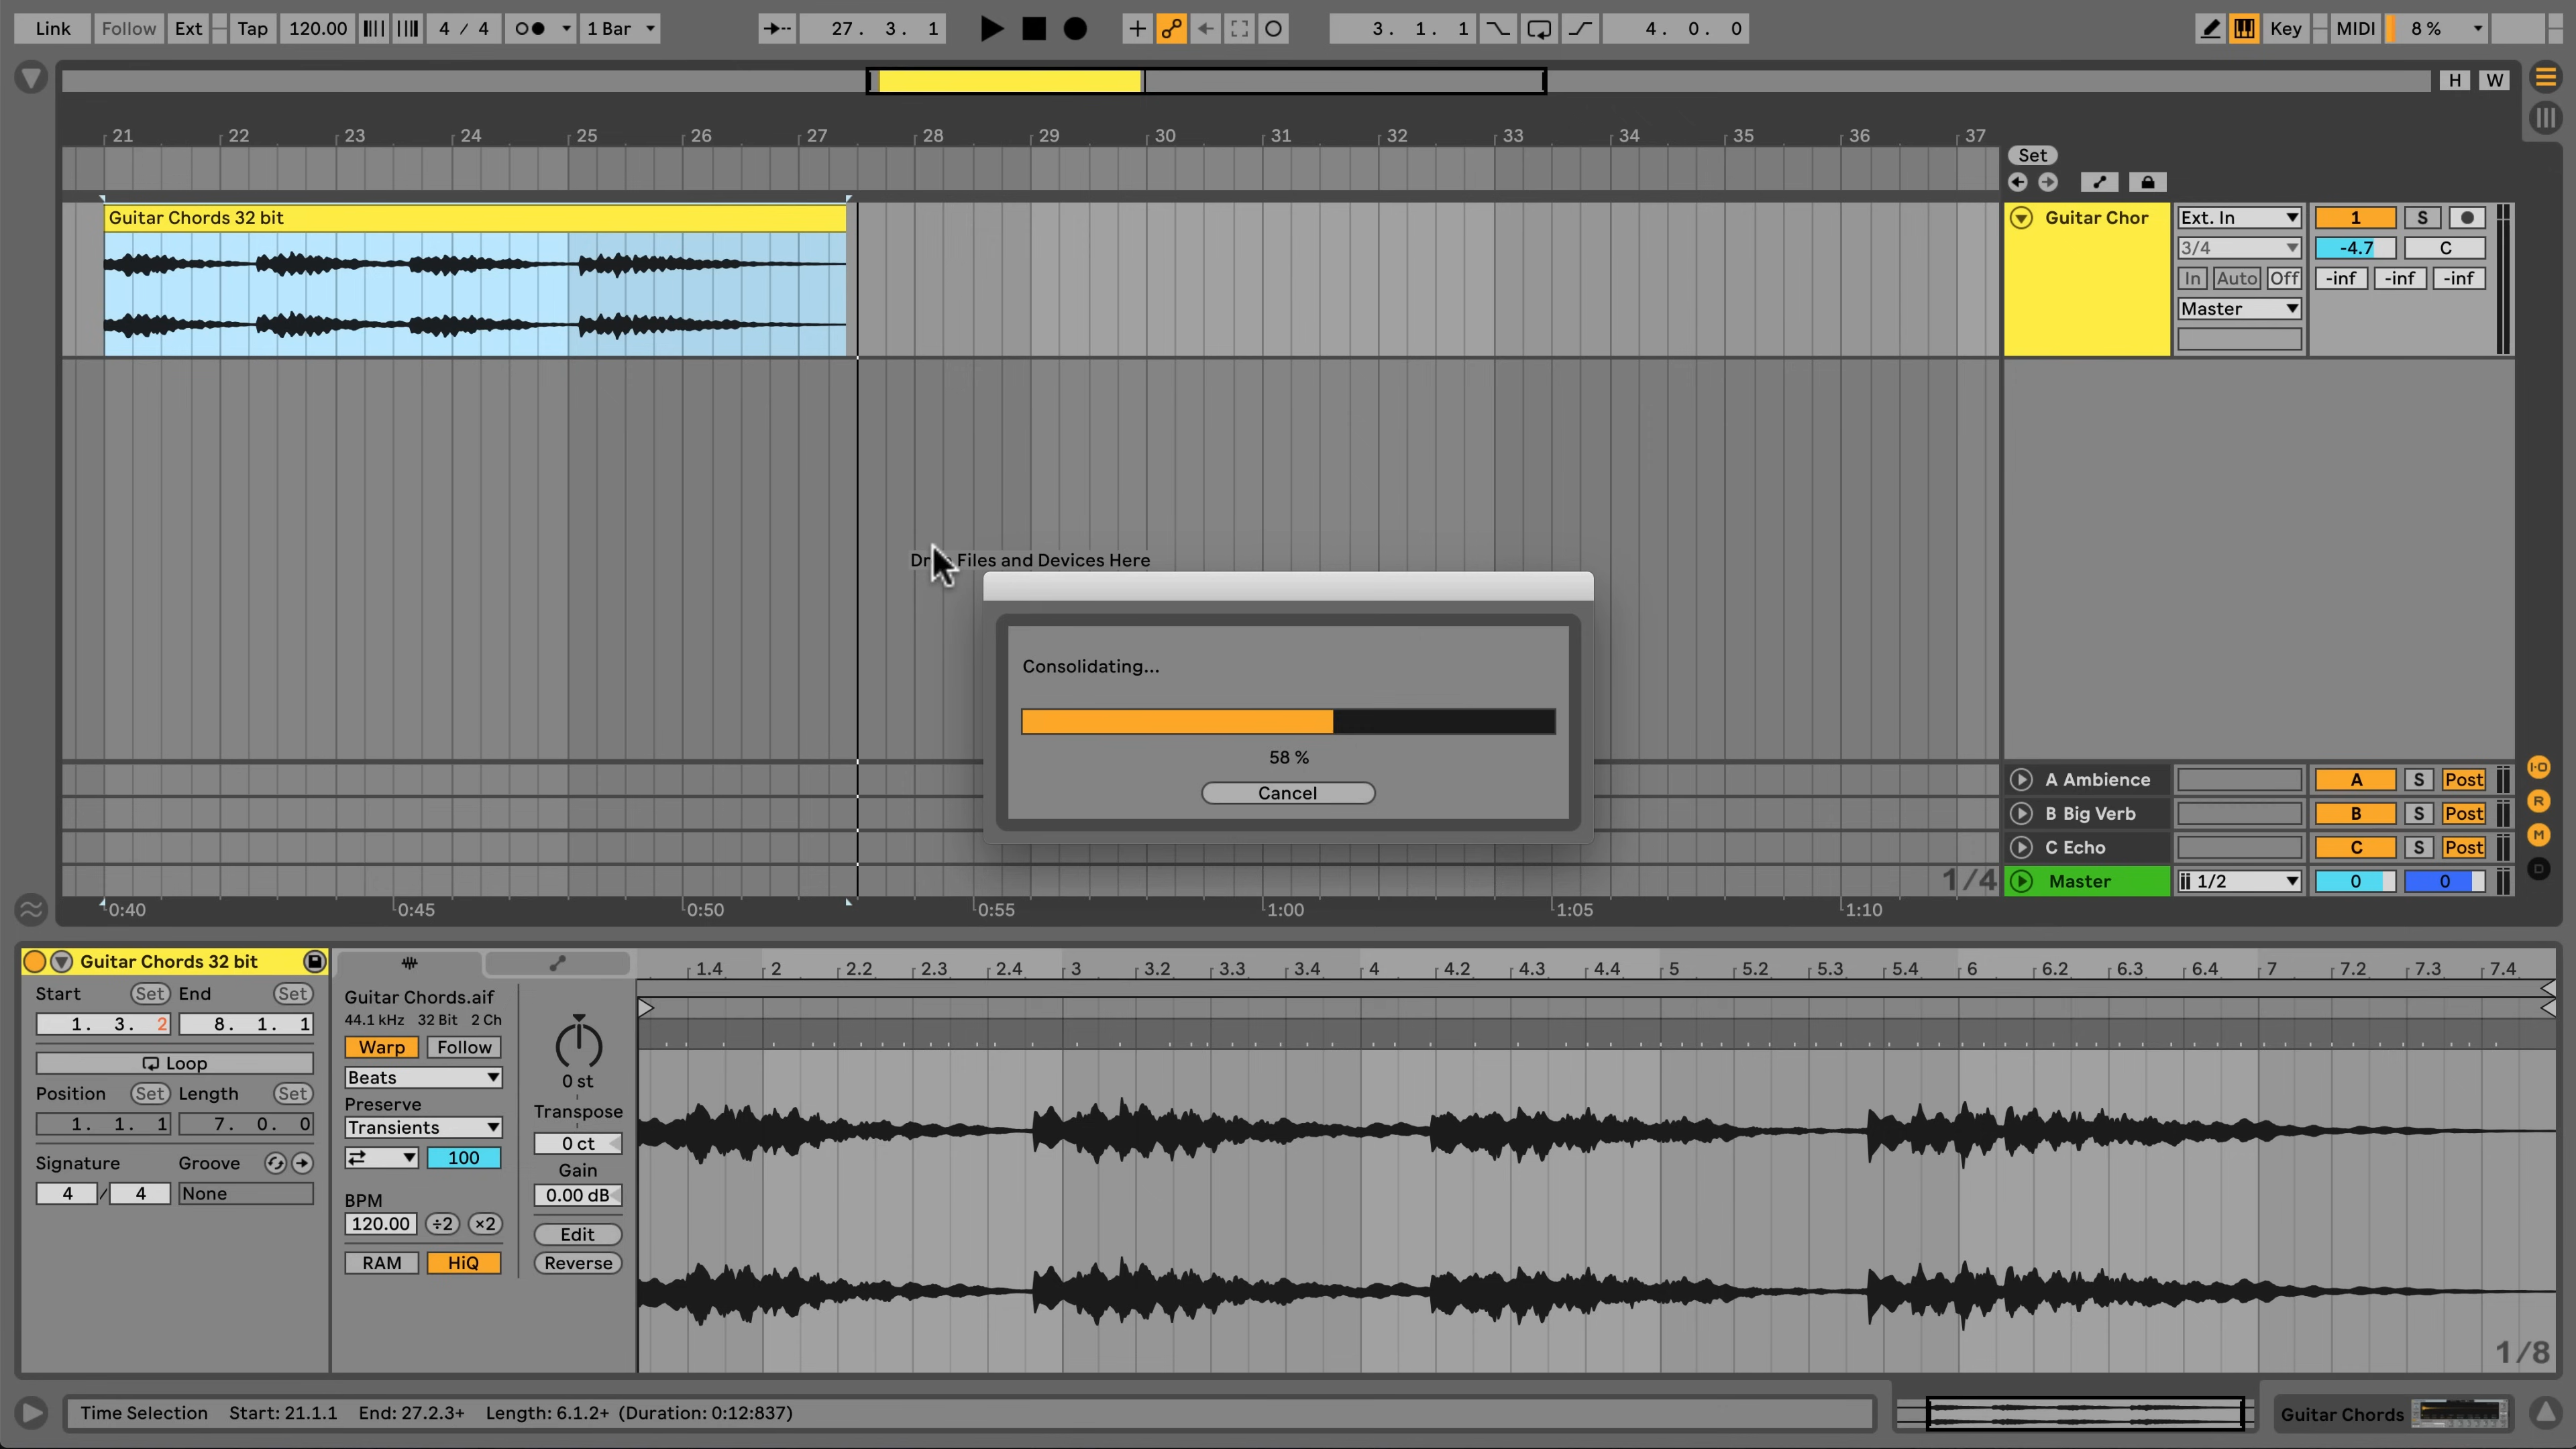 Link Follow Ext Tap 120.00 4 / 4 1 Bar 27. 3. 1 3. 1. 1 4. 0. 0 Key MIDI 8 %
H W
21 22 23 24 25 26 27 28 29 30 31 32 33 34 35 36 37
Set
Guitar Chords 32 bit Guitar Chor Ext. In 1 S
3/4 -4.7 C
In Auto Off -inf -inf -inf
Master
Dr Files and Devices Here
Consolidating...
58 %
Cancel
A Ambience A S Post
B Big Verb B S Post
C Echo C S Post
1/4 Master 1/2 0 0
I·O
R
M
D
0:40 0:45 0:50 0:55 1:00 1:05 1:10
Guitar Chords 32 bit
Start Set End Set
1. 3. 2 8. 1. 1
Loop
Position Set Length Set
1. 1. 1 7. 0. 0
Signature Groove
4 / 4 None
Guitar Chords.aif
44.1 kHz 32 Bit 2 Ch
Warp Follow
Beats
Preserve
Transients
100
BPM
120.00 ÷2 ×2
RAM HiQ
0 st
Transpose
0 ct
Gain
0.00 dB
Edit
Reverse
1.4 2 2.2 2.3 2.4 3 3.2 3.3 3.4 4 4.2 4.3 4.4 5 5.2 5.3 5.4 6 6.2 6.3 6.4 7 7.2 7.3 7.4
1/8
Time Selection Start: 21.1.1 End: 27.2.3+ Length: 6.1.2+ (Duration: 0:12:837)
Guitar Chords